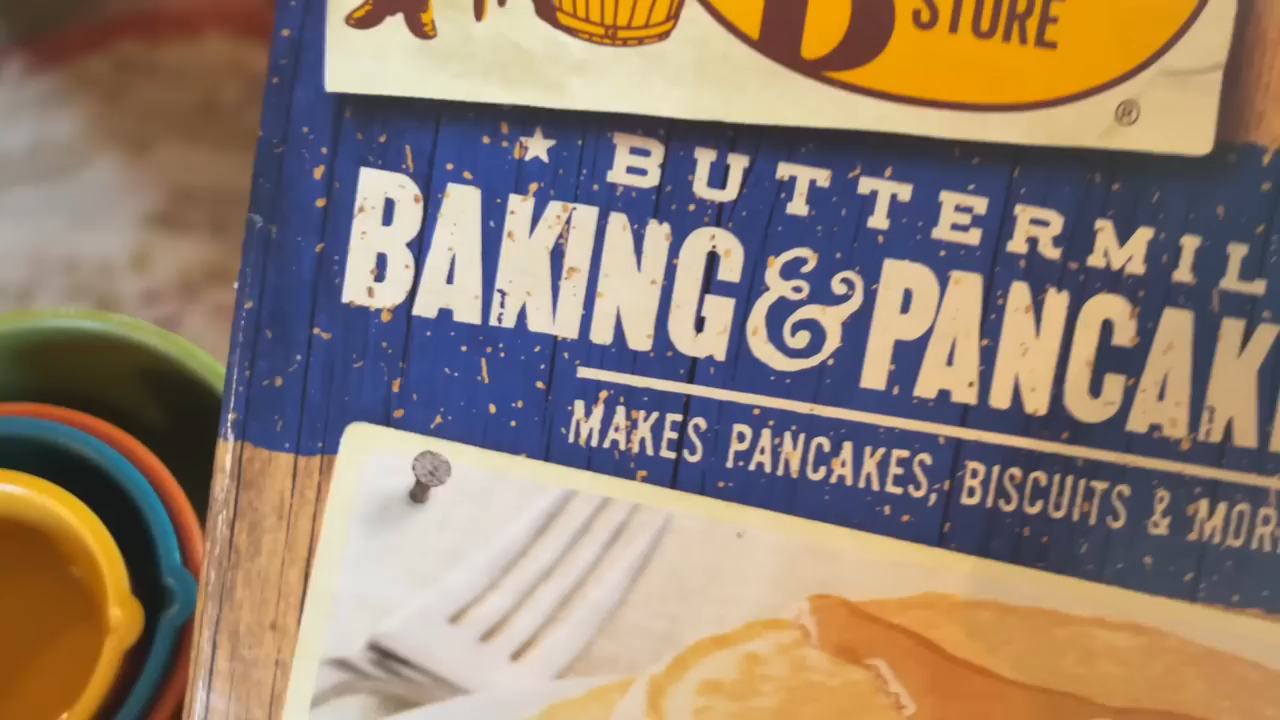 STORE
®
BUTTERMIL
BAKING & PANCAK
MAKES PANCAKES, BISCUITS & MOR